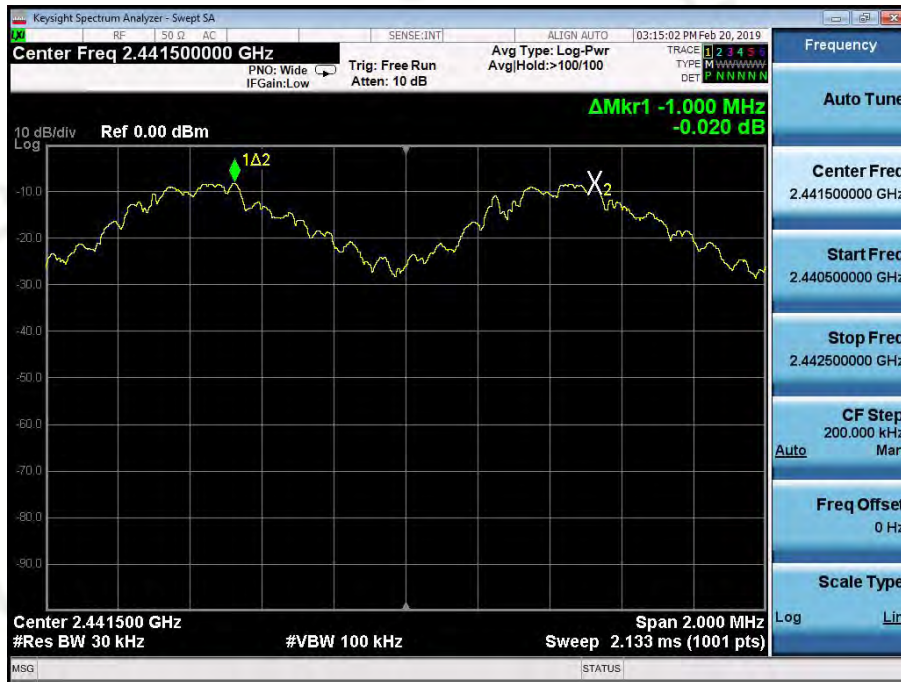 Keysight Spectrum Analyzer - Swept SA
LXI RF 50 Ω AC SENSE:INT ALIGN AUTO 03:15:02 PM Feb 20, 2019
Center Freq 2.441500000 GHz
PNO: Wide
IFGain:Low
Trig: Free Run
Atten: 10 dB
Avg Type: Log-Pwr
Avg|Hold:>100/100
TRACE 1 2 3 4 5 6
TYPE M WWWWW
DET P N N N N N
ΔMkr1 -1.000 MHz
-0.020 dB
10 dB/div Ref 0.00 dBm
Log
1Δ2
X2
-10.0
-20.0
-30.0
-40.0
-50.0
-60.0
-70.0
-80.0
-90.0
Center 2.441500 GHz Span 2.000 MHz
#Res BW 30 kHz #VBW 100 kHz Sweep 2.133 ms (1001 pts)
MSG STATUS
Frequency
Auto Tune
Center Freq
2.441500000 GHz
Start Freq
2.440500000 GHz
Stop Freq
2.442500000 GHz
CF Step
200.000 kHz
Auto Man
Freq Offset
0 Hz
Scale Type
Log Lin